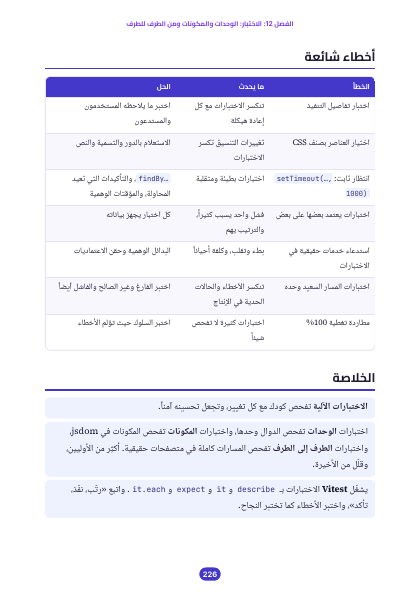 الفصل 12: الاختبار: الوحدات والمكونات ومن الطرف للطرف
أخطاء شائعة
الخطأ ما يحدث الحل
اختبار تفاصيل التنفيذ تنكسر الاختبارات مع كل إعادة هيكلة اختبر ما يلاحظه المستخدمون والمستدعون
اختيار العناصر بصنف CSS تغييرات التنسيق تكسر الاختبارات الاستعلام بالدور والتسمية والنص
انتظار ثابت: setTimeout(…, 1000) اختبارات بطيئة ومتقلبة findBy…، والتأكيدات التي تعيد المحاولة، والمؤقتات الوهمية
اختبارات يعتمد بعضها على بعض فشل واحد يسبب كثيراً، والترتيب يهم كل اختبار يجهز بياناته
استدعاء خدمات حقيقية في الاختبارات بطء وتقلب، وكلفة أحياناً البدائل الوهمية وحقن الاعتماديات
اختبارات المسار السعيد وحده تنكسر الأخطاء والحالات الحدية في الإنتاج اختبر الفارغ وغير الصالح والفاشل أيضاً
مطاردة تغطية 100% اختبارات كثيرة لا تفحص شيئاً اختبر السلوك حيث تؤلم الأخطاء
الخلاصة
الاختبارات الآلية تفحص كودك مع كل تغيير، وتجعل تحسينه آمناً.
اختبارات الوحدات تفحص الدوال وحدها، واختبارات المكونات تفحص المكونات في jsdom،
واختبارات الطرف إلى الطرف تفحص المسارات كاملة في متصفحات حقيقية. أكثِر من الأوليين،
وقلّل من الأخيرة.
يشغّل Vitest الاختبارات بـ describe و it و expect و it.each. واتبع «رتّب، نفّذ،
تأكد»، واختبر الأخطاء كما تختبر النجاح.
226